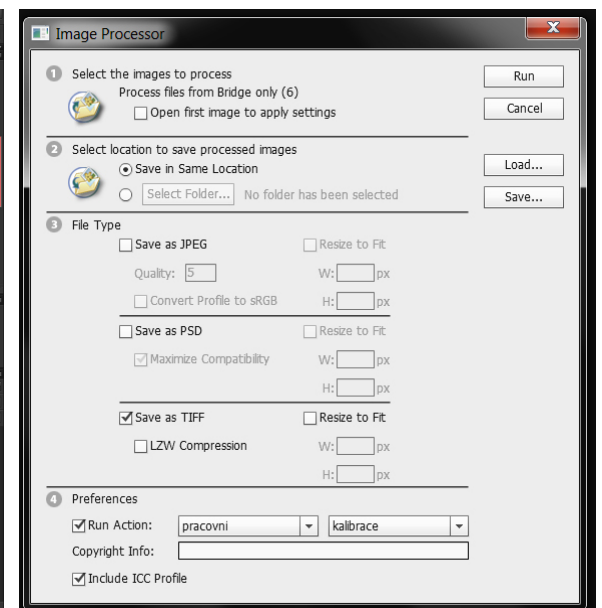 Image Processor
1 Select the images to process
Process files from Bridge only (6)
Open first image to apply settings
Run
Cancel
2 Select location to save processed images
Save in Same Location
Select Folder... No folder has been selected
Load...
Save...
3 File Type
Save as JPEG Resize to Fit
Quality: 5 W: px
Convert Profile to sRGB H: px
Save as PSD Resize to Fit
Maximize Compatibility W: px
H: px
Save as TIFF Resize to Fit
LZW Compression W: px
H: px
4 Preferences
Run Action: pracovni kalibrace
Copyright Info:
Include ICC Profile